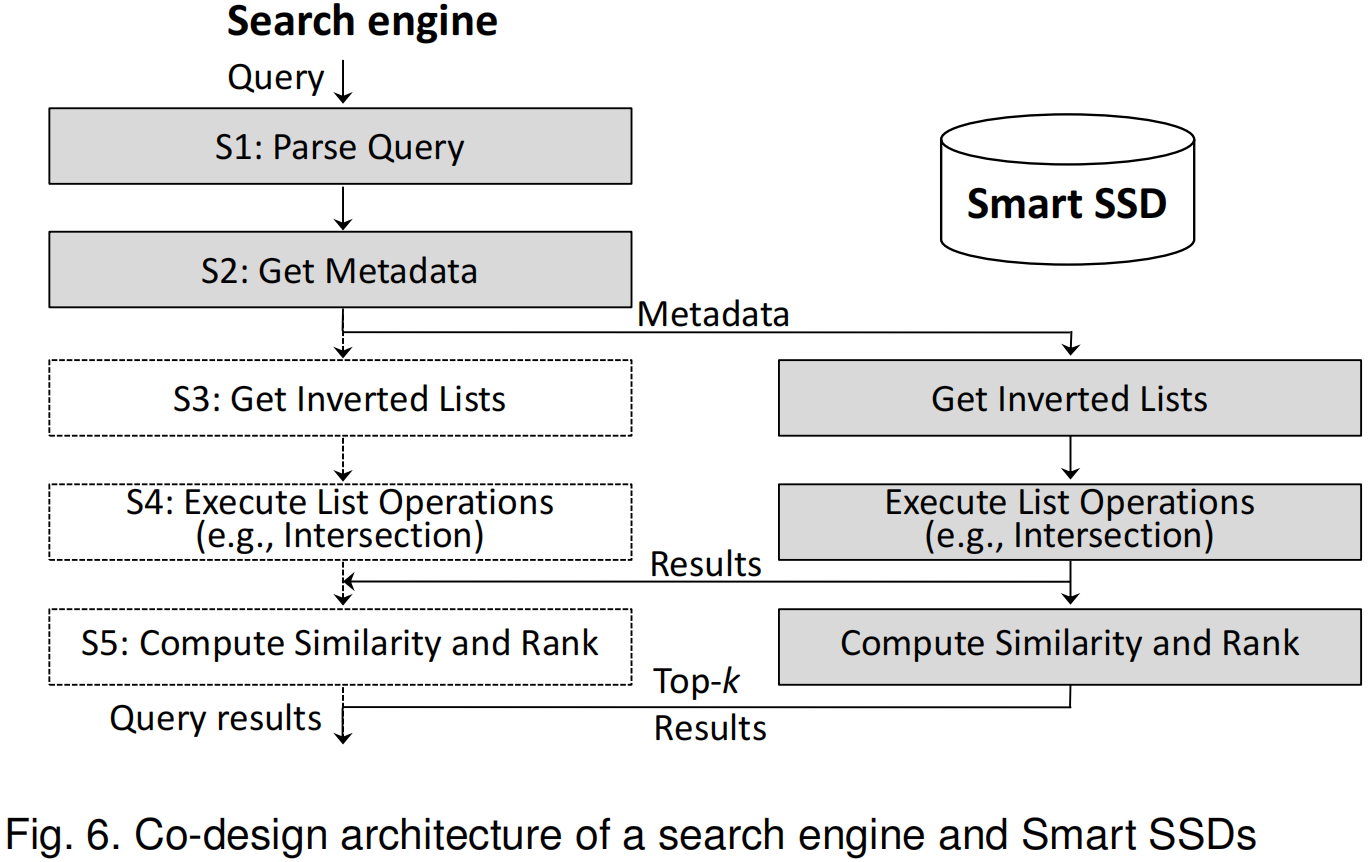 Search engine
Query
S1: Parse Query
Smart SSD
S2: Get Metadata
Metadata
S3: Get Inverted Lists
Get Inverted Lists
S4: Execute List Operations
(e.g., Intersection)
Execute List Operations
(e.g., Intersection)
Results
S5: Compute Similarity and Rank
Compute Similarity and Rank
Top-k
Results
Query results
Fig. 6. Co-design architecture of a search engine and Smart SSDs